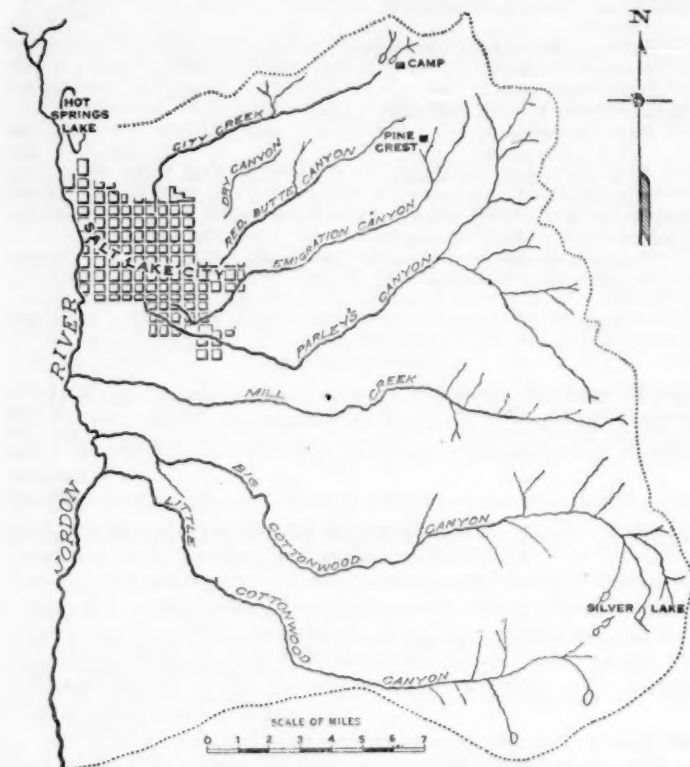 N
CAMP
HOT
SPRINGS
LAKE
CITY CREEK
PINE
CREST
DRY CANYON
RED BUTTE CANYON
EMIGRATION CANYON
SALT LAKE CITY
PARLEY'S CANYON
RIVER
MILL CREEK
JORDON
BIG COTTONWOOD CANYON
LITTLE COTTONWOOD CANYON
SILVER LAKE
SCALE OF MILES
0 1 2 3 4 5 6 7